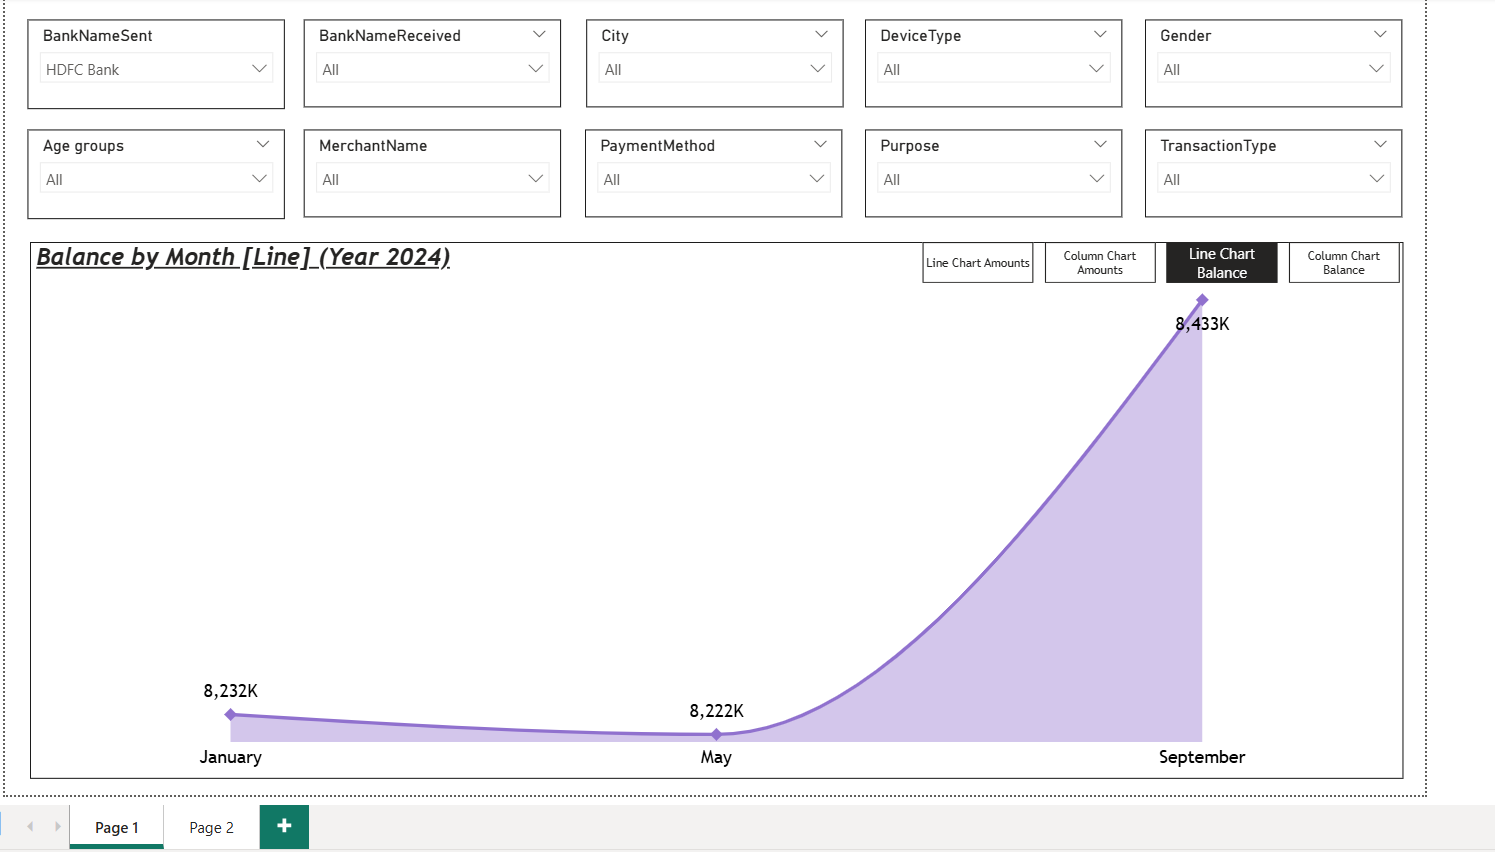 BankNameSent
HDFC Bank
BankNameReceived
All
City
All
DeviceType
All
Gender
All
Age groups
All
MerchantName
All
PaymentMethod
All
Purpose
All
TransactionType
All
Balance by Month [Line] (Year 2024)
Line Chart Amounts
Column Chart
Amounts
Line Chart
Balance
Column Chart
Balance
8,433K
8,232K
8,222K
January
May
September
Page 1
Page 2